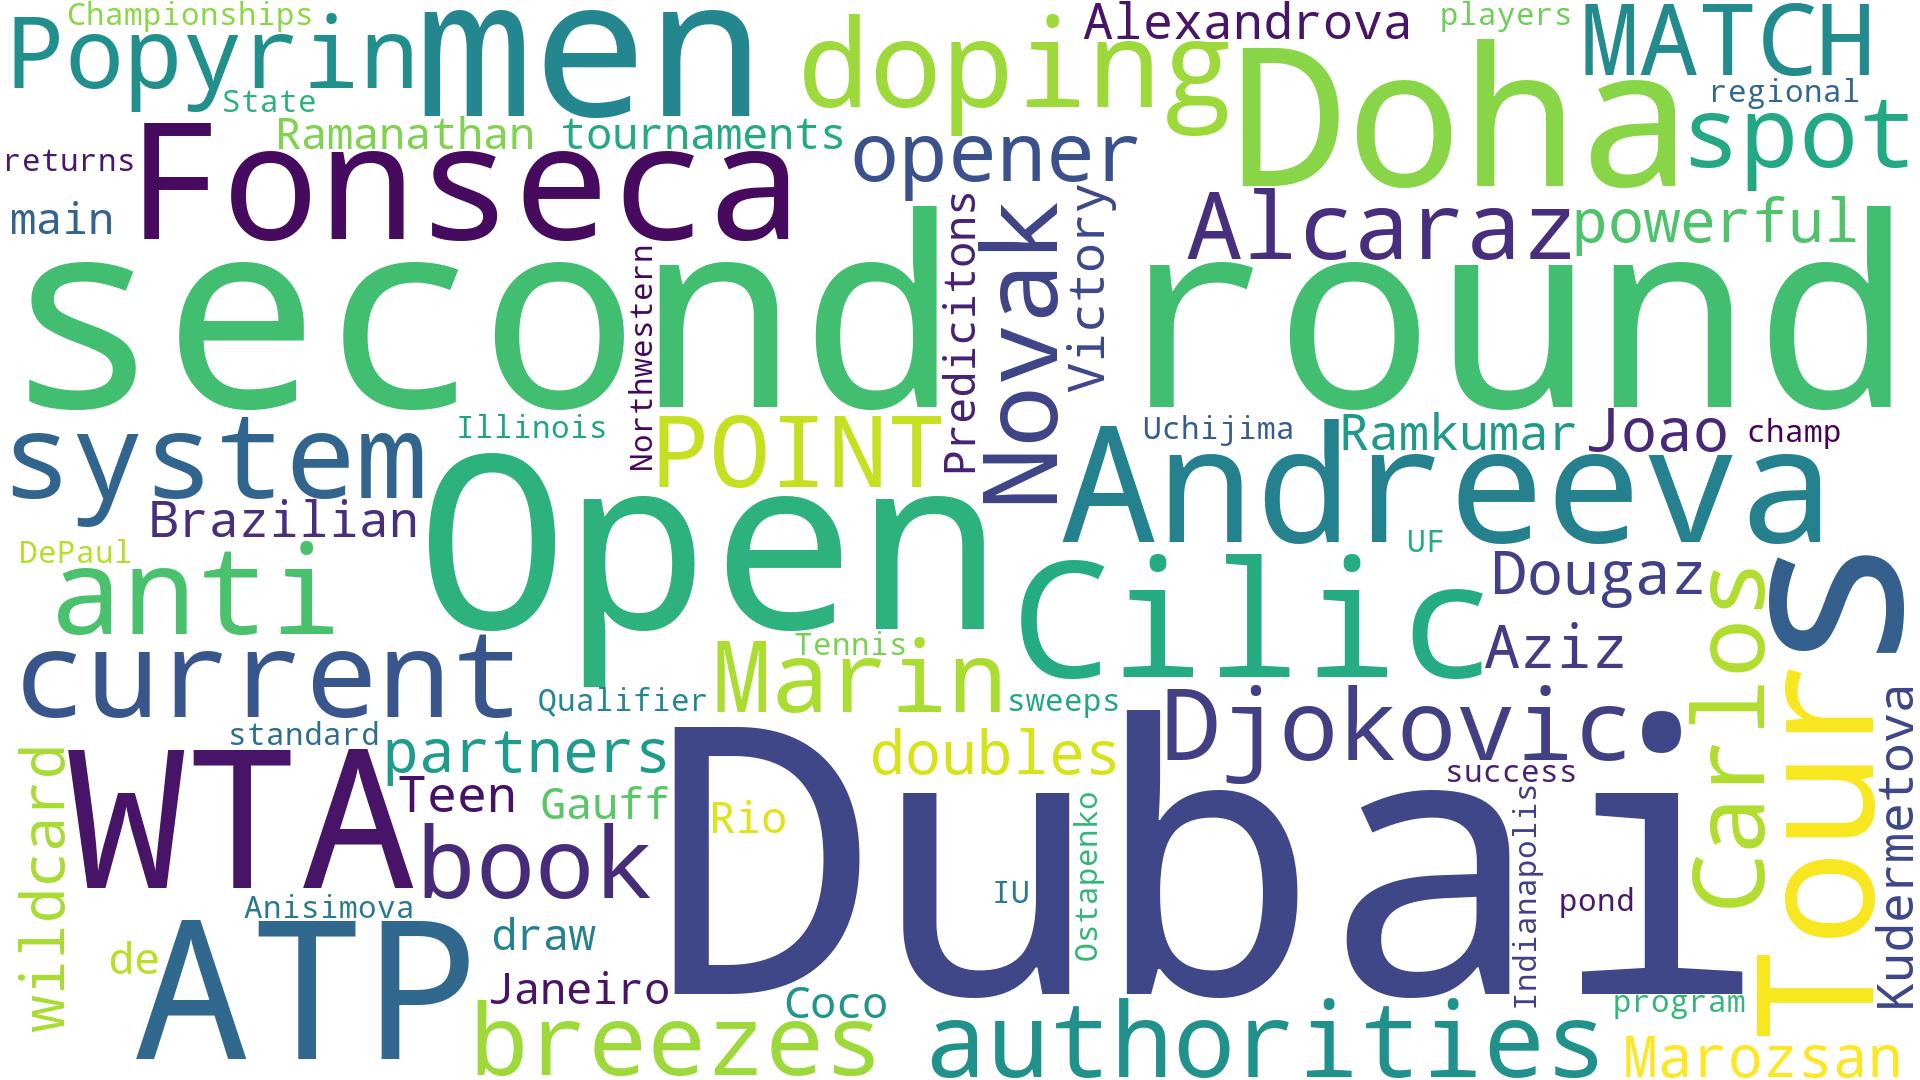 Championships
Popyrin
men
doping
Alexandrova
players
MATCH
State
Doha
regional
spot
Ramanathan
tournaments
opener
returns
Fonseca
main
Alcaraz
powerful
second
Northwestern
Predicitons
Novak
Victory
round
system
Illinois
POINT
Uchijima
Ramkumar
Joao
champ
Andreeva
Brazilian
Open
UF
DePaul
anti
Cilic
Dougaz
s
Aziz
Carlos
current
Tennis
Marin
Qualifier
sweeps
standard
partners
doubles
Djokovic
Tour
Kudermetova
wildcard
WTA
Teen
Gauff
Rio
Dubai
success
book
Ostapenko
Indianapolis
IU
pond
Anisimova
ATP
draw
de
Janeiro
Coco
program
breezes
authorities
Marozsan